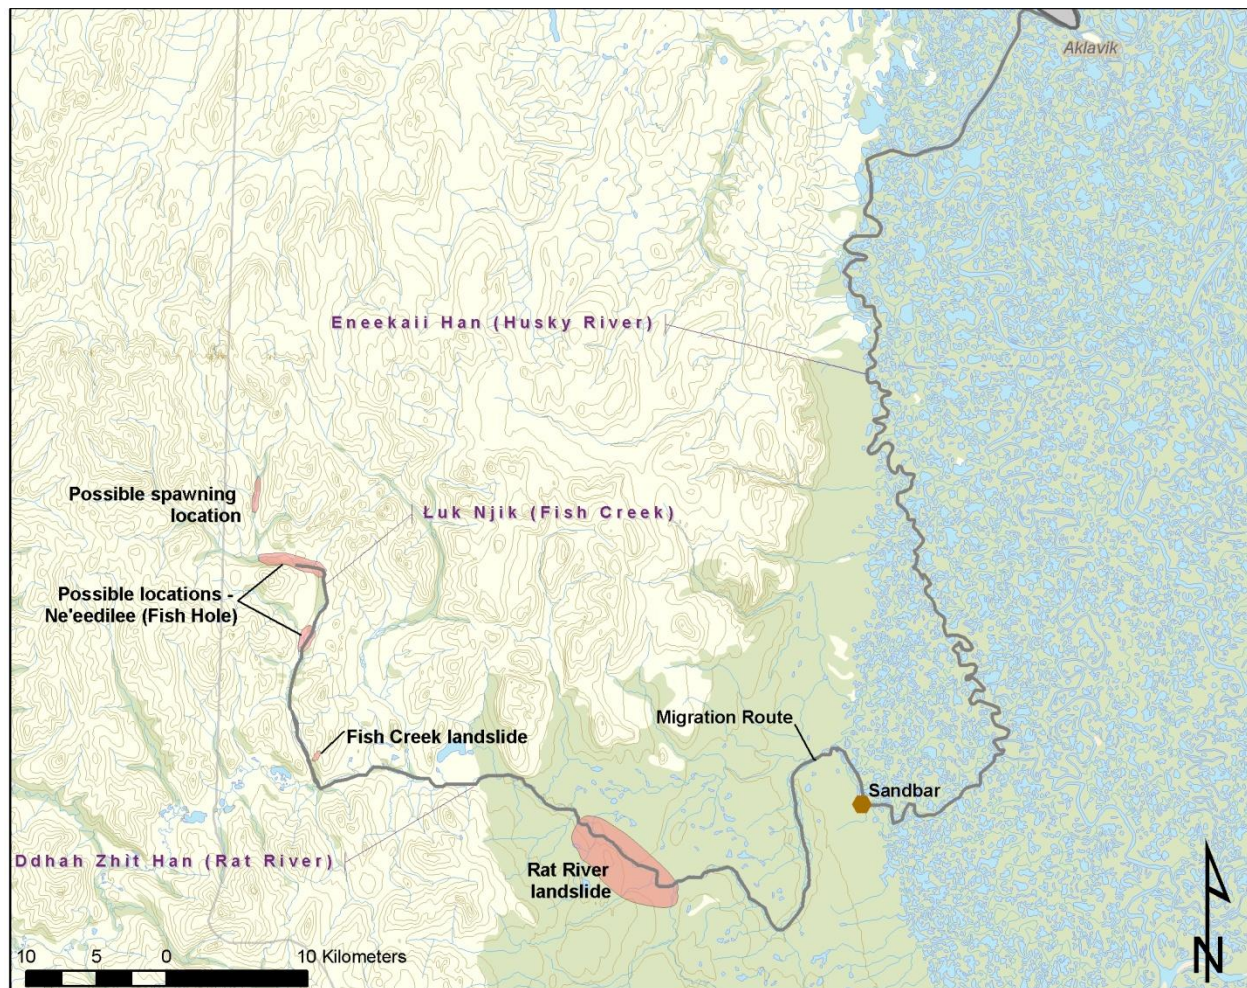 Aklavik
Eneekaii Han (Husky River)
Possible spawning
location
Łuk Njik (Fish Creek)
Possible locations -
Ne'eedilee (Fish Hole)
Migration Route
Fish Creek landslide
Sandbar
Ddhah Zhit Han (Rat River)
Rat River
landslide
10 5 0 10 Kilometers
N